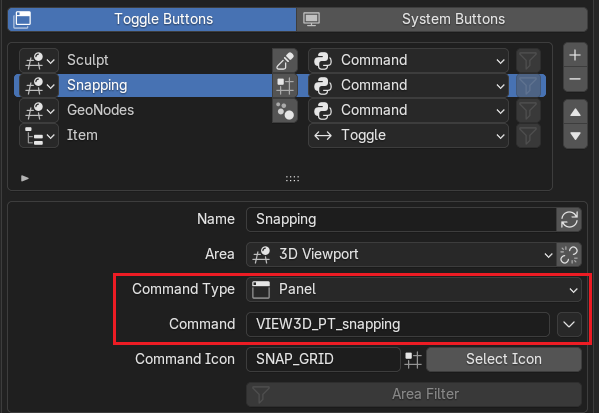 Toggle Buttons System Buttons
Sculpt Command
Snapping Command
GeoNodes Command
Item Toggle
Name Snapping
Area 3D Viewport
Command Type Panel
Command VIEW3D_PT_snapping
Command Icon SNAP_GRID Select Icon
Area Filter